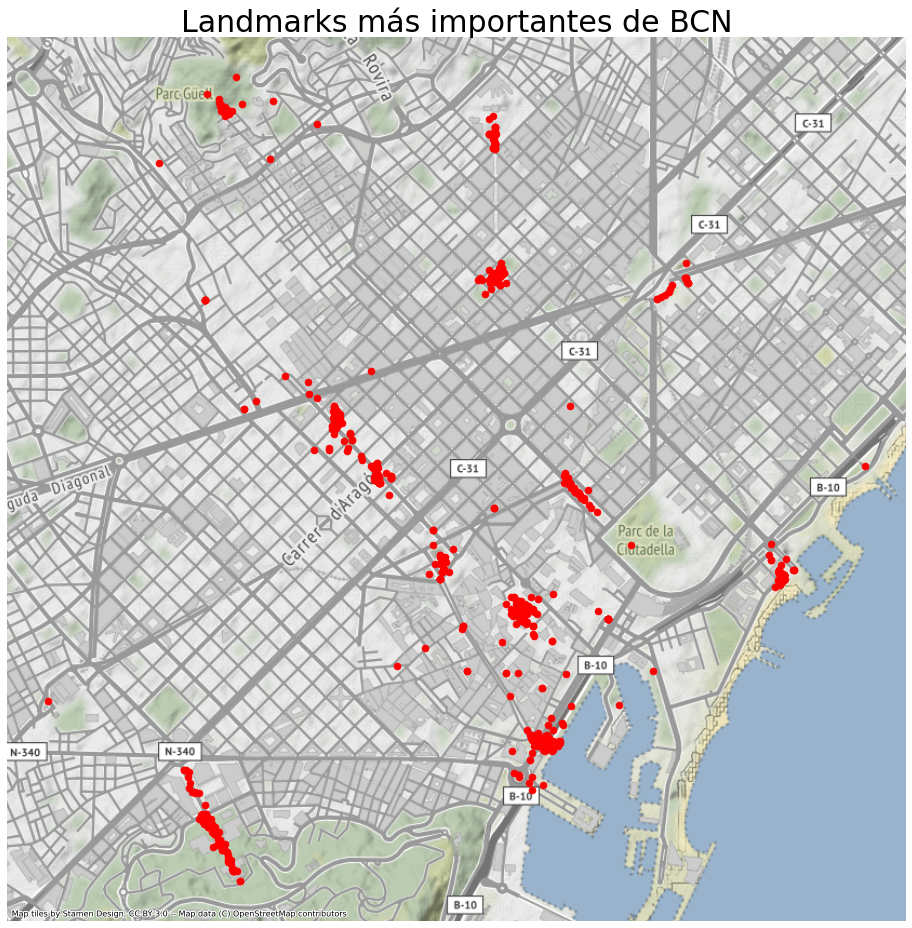 Landmarks más importantes de BCN
a Rovira
Parc Güell
C-31
C-31
C-31
guda Diagonal
C-31
B-10
Carrer d'Aragó
Parc de la
Ciutadella
B-10
N-340
N-340
B-10
B-10
Map tiles by Stamen Design, CC BY 3.0 -- Map data (C) OpenStreetMap contributors